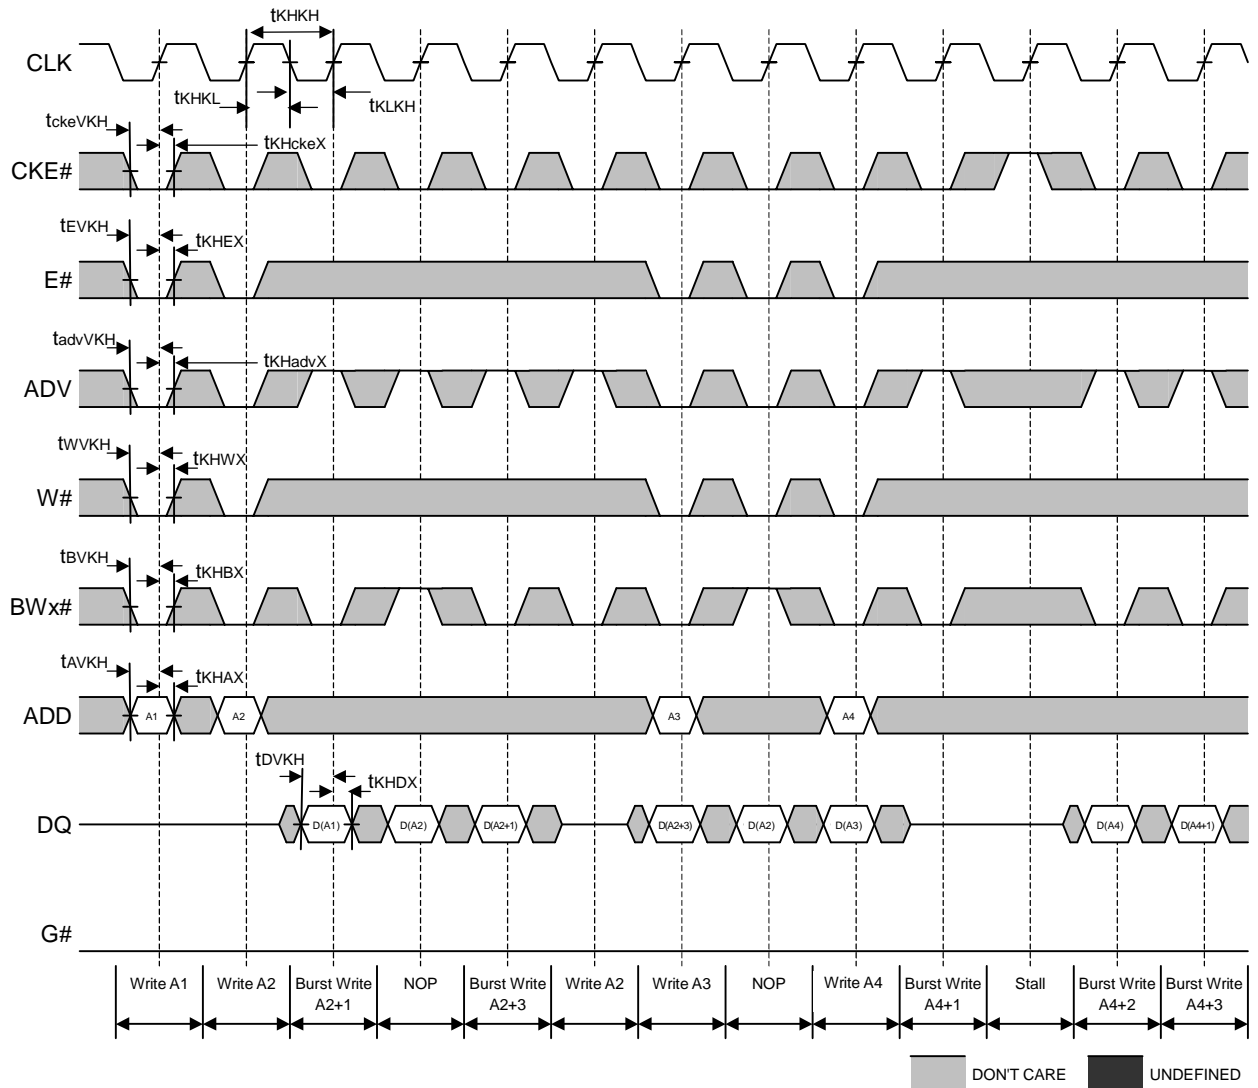 tKHKH
CLK
tKHKL
tKLKH
tckeVKH
tKHckeX
CKE#
tEVKH
tKHEX
E#
tadvVKH
tKHadvX
ADV
tWVKH
tKHWX
W#
tBVKH
tKHBX
BWx#
tAVKH
tKHAX
ADD
A1
A2
A3
A4
tDVKH
tKHDX
DQ
D(A1)
D(A2)
D(A2+1)
D(A2+3)
D(A2)
D(A3)
D(A4)
D(A4+1)
G#
Write A1
Write A2
Burst Write
A2+1
NOP
Burst Write
A2+3
Write A2
Write A3
NOP
Write A4
Burst Write
A4+1
Stall
Burst Write
A4+2
Burst Write
A4+3
DON'T CARE
UNDEFINED